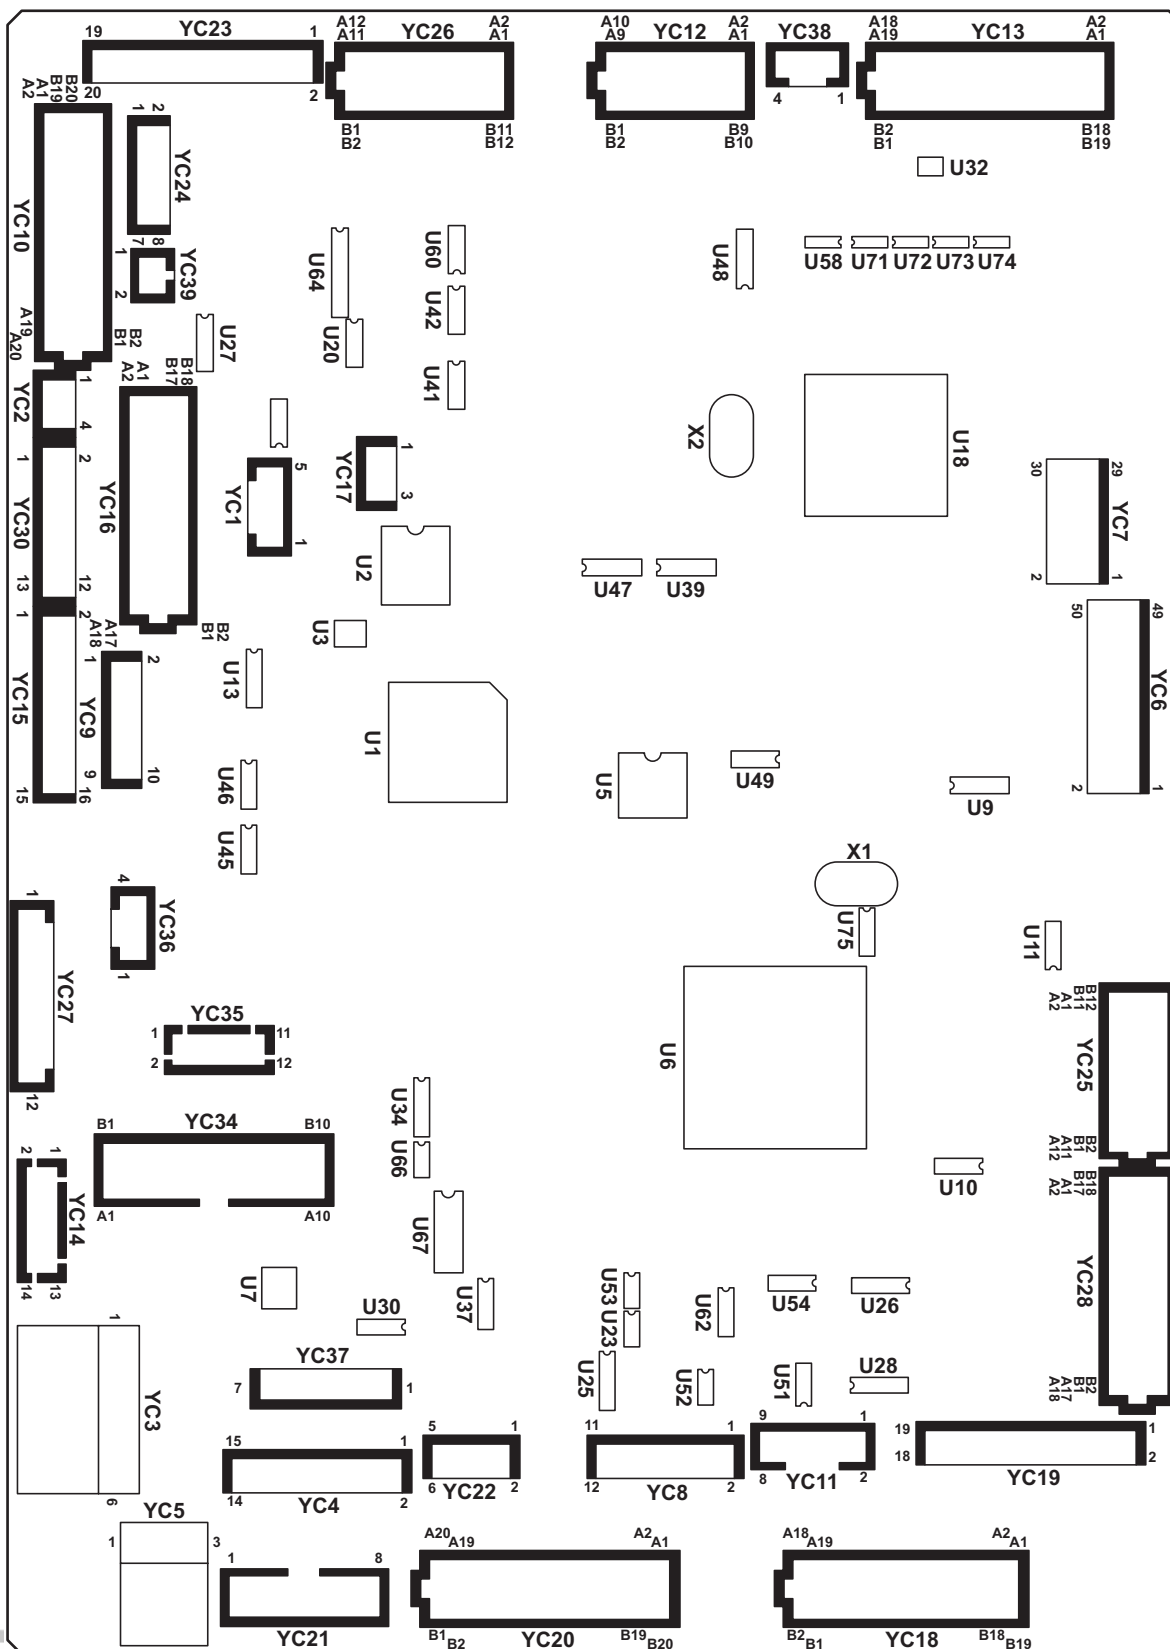 19
YC23
1
20
2
A12
A11
YC26
A2
A1
B1
B2
B11
B12
A10
A9
YC12
A2
A1
B1
B2
B9
B10
YC38
4
1
A18
A19
YC13
A2
A1
B2
B1
B18
B19
U32
A2
A1
B19
B20
YC10
A19
A20
B1
B2
1
2
YC24
7
8
1
2
YC39
U27
U64
U20
U60
U42
U41
U48
U58
U71
U72
U73
U74
X2
U18
1
YC2
4
A2
A1
B17
B18
YC16
A18
A17
B1
B2
1
2
YC30
13
12
5
YC1
1
YC17
1
3
U2
U3
U47
U39
30
29
YC7
2
1
50
49
YC6
2
1
1
2
YC15
15
16
1
2
YC9
9
10
U13
U1
U46
U45
U5
U49
U9
X1
U75
U11
4
YC36
1
1
YC27
12
YC35
1
11
2
12
U6
A2
A1
B11
B12
YC25
A12
A11
B1
B2
B1
YC34
B10
A1
A10
U34
U66
U67
U10
2
1
YC14
14
13
A2
A1
B17
B18
YC28
A18
A17
B1
B2
U7
U30
U37
U53
U23
U62
U54
U26
U25
U52
U51
U28
1
YC3
6
YC37
7
1
15
1
14
YC4
2
5
1
6
YC22
2
11
1
12
YC8
2
9
1
8
YC11
2
19
1
18
YC19
2
YC5
1
3
1
8
YC21
A20
A19
A2
A1
B1
B2
YC20
B19
B20
A18
A19
A2
A1
B2
B1
YC18
B18
B19